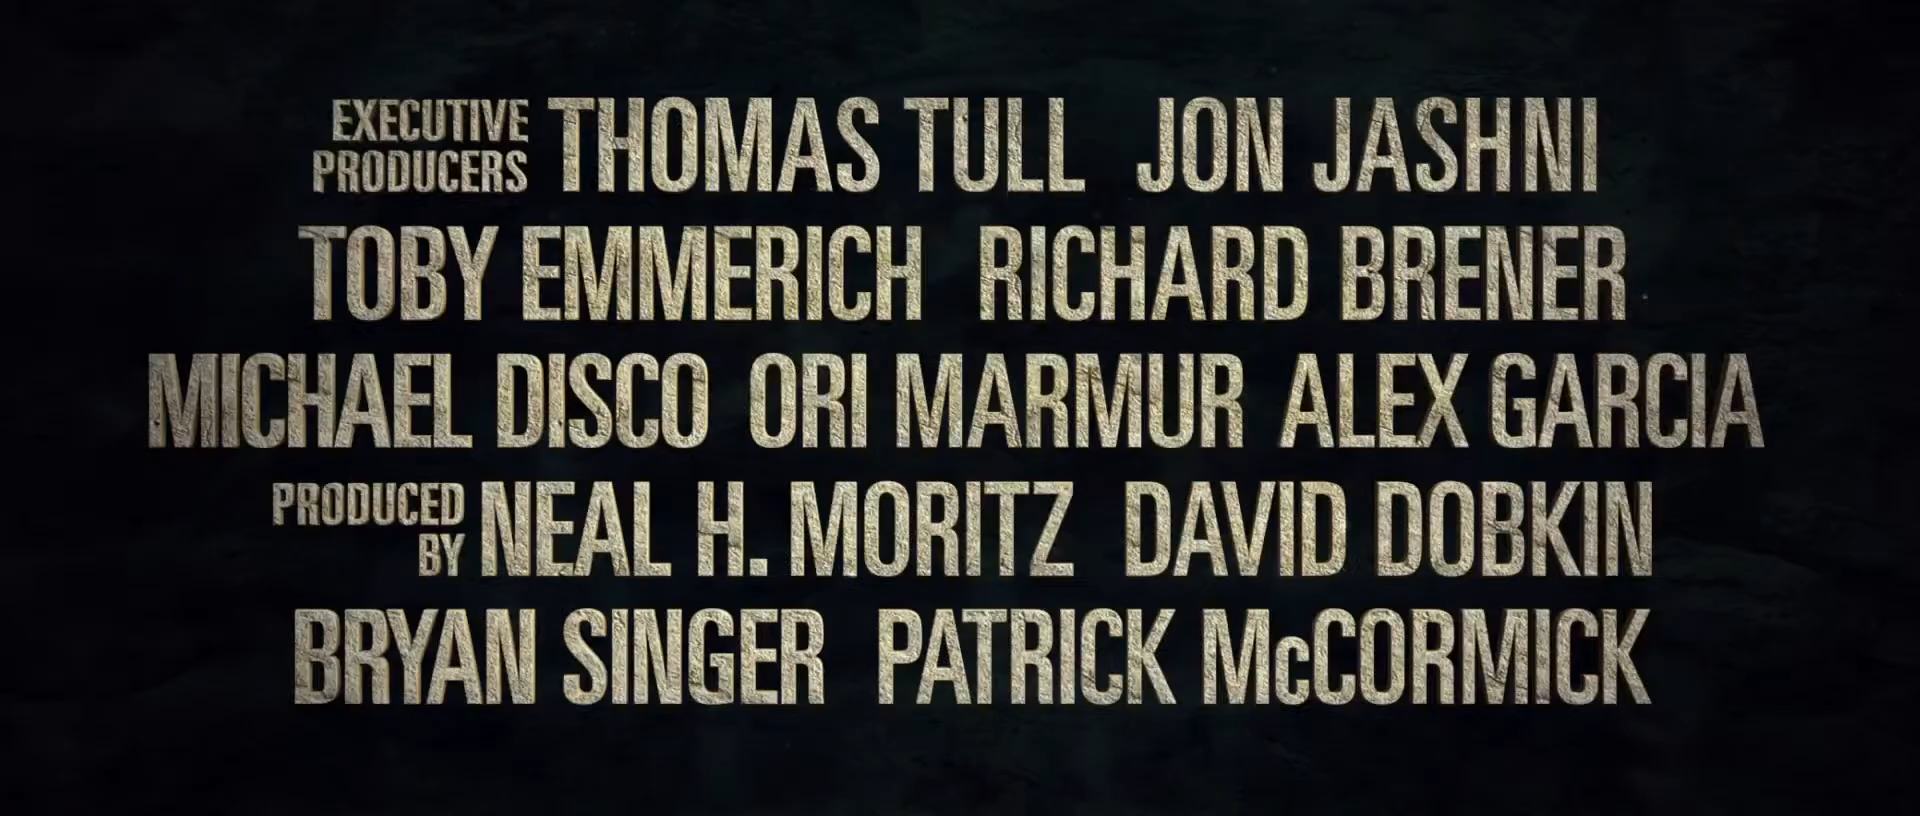 EXECUTIVE PRODUCERS THOMAS TULL JON JASHNI
TOBY EMMERICH RICHARD BRENER
MICHAEL DISCO ORI MARMUR ALEX GARCIA
PRODUCED BY NEAL H. MORITZ DAVID DOBKIN
BRYAN SINGER PATRICK McCORMICK